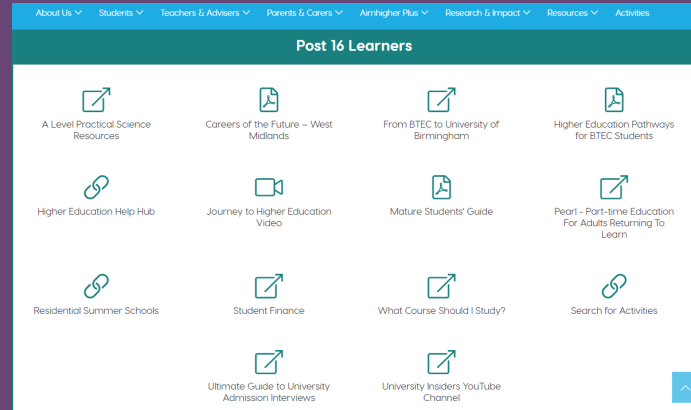 About Us Students Teachers & Advisers Parents & Carers Aimhigher Plus Research & Impact Resources Activities
Post 16 Learners
A Level Practical Science
Resources
Careers of the Future – West
Midlands
From BTEC to University of
Birmingham
Higher Education Pathways
for BTEC Students
Higher Education Help Hub
Journey to Higher Education
Video
Mature Students' Guide
Pearl - Part-time Education
For Adults Returning To
Learn
Residential Summer Schools
Student Finance
What Course Should I Study?
Search for Activities
Ultimate Guide to University
Admission Interviews
University Insiders YouTube
Channel